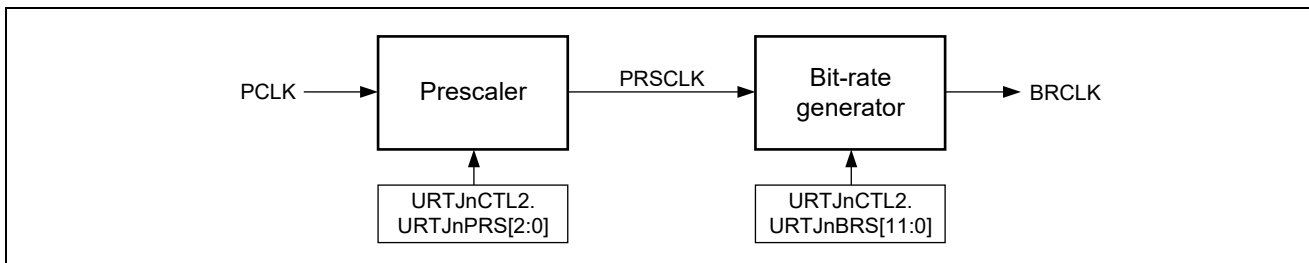 PCLK
Prescaler
PRSCLK
Bit-rate
generator
BRCLK
URTJnCTL2.
URTJnPRS[2:0]
URTJnCTL2.
URTJnBRS[11:0]